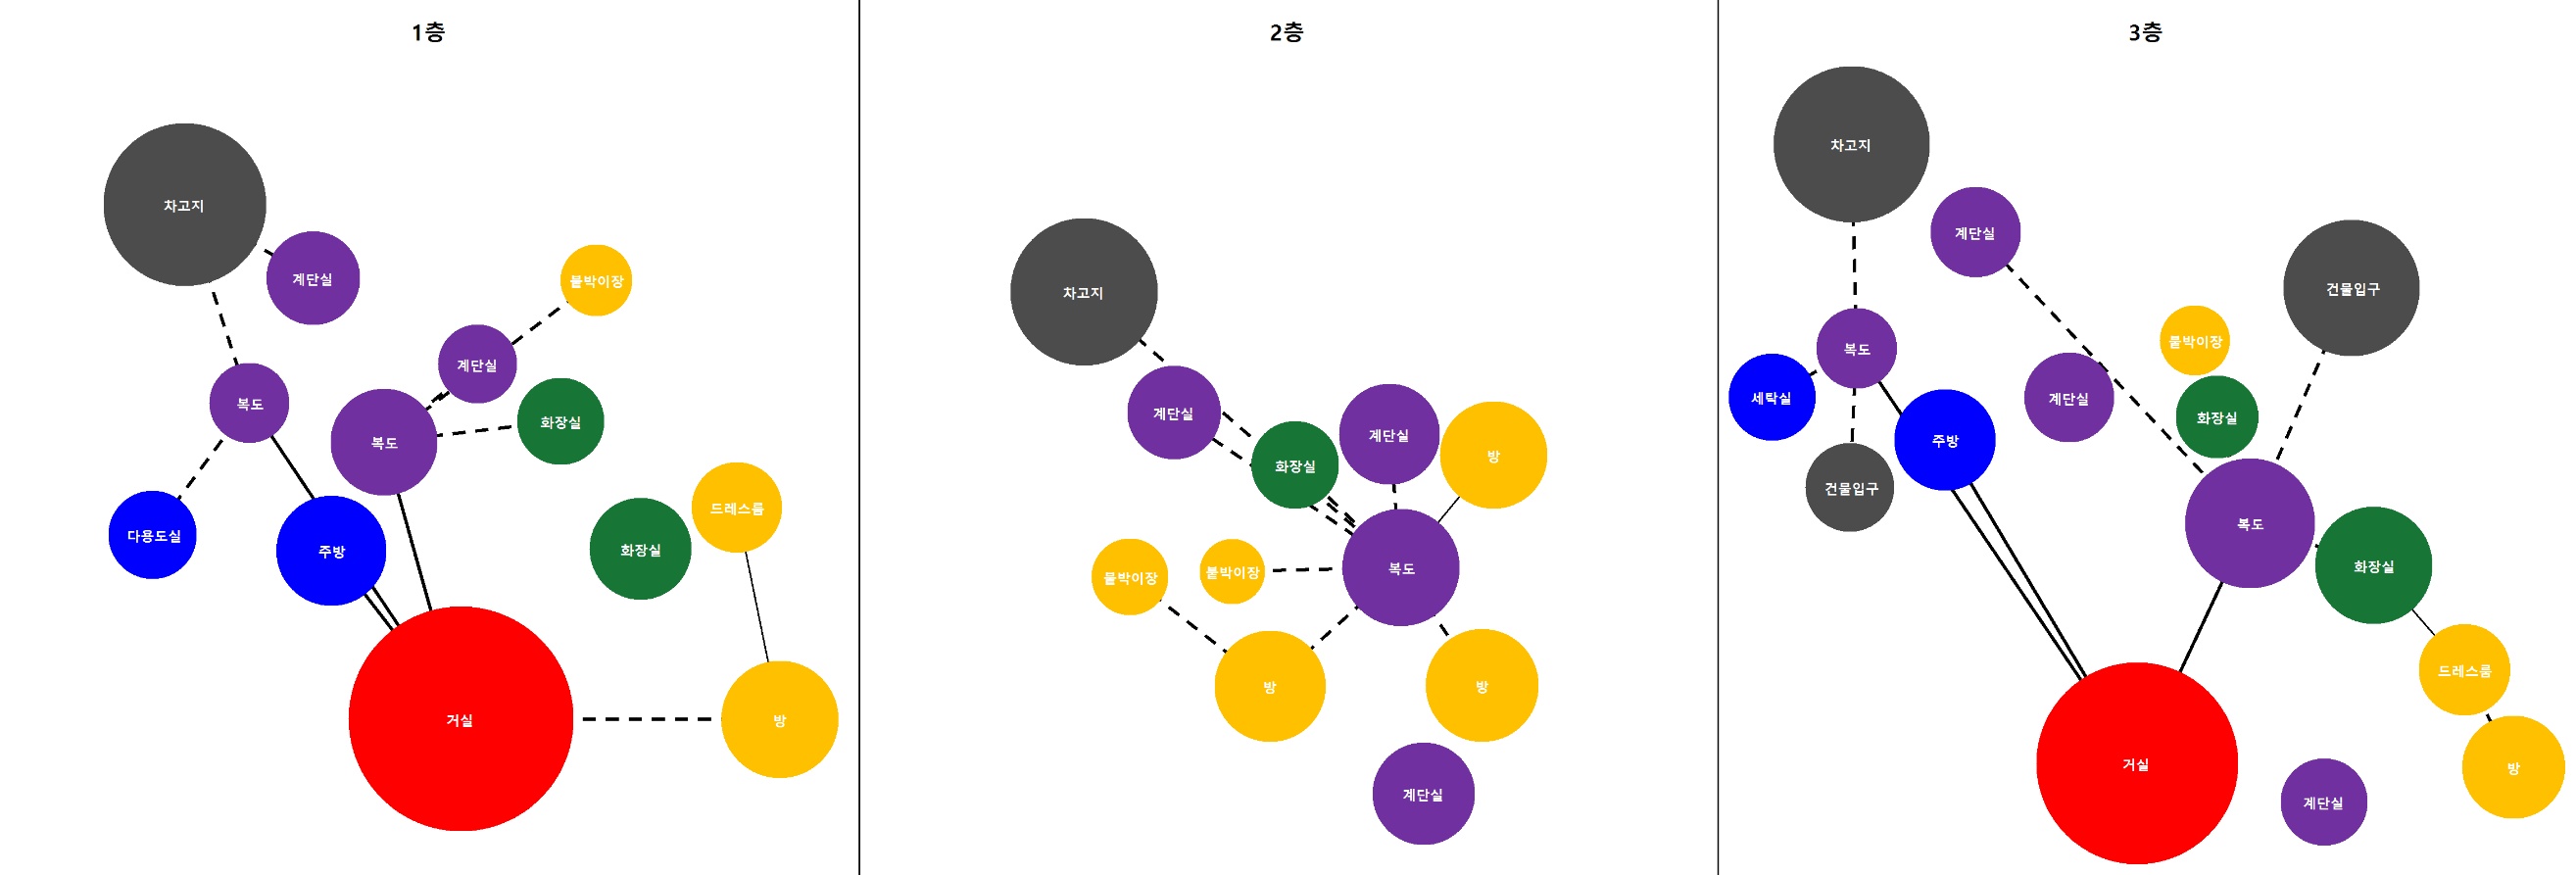 1층
차고지
계단실
붙박이장
계단실
복도
화장실
복도
드레스룸
다용도실
주방
화장실
거실
방
2층
차고지
계단실
계단실
방
화장실
붙박이장
붙박이장
복도
방
방
계단실
3층
차고지
계단실
건물입구
붙박이장
복도
세탁실
계단실
화장실
주방
건물입구
복도
화장실
드레스룸
거실
방
계단실